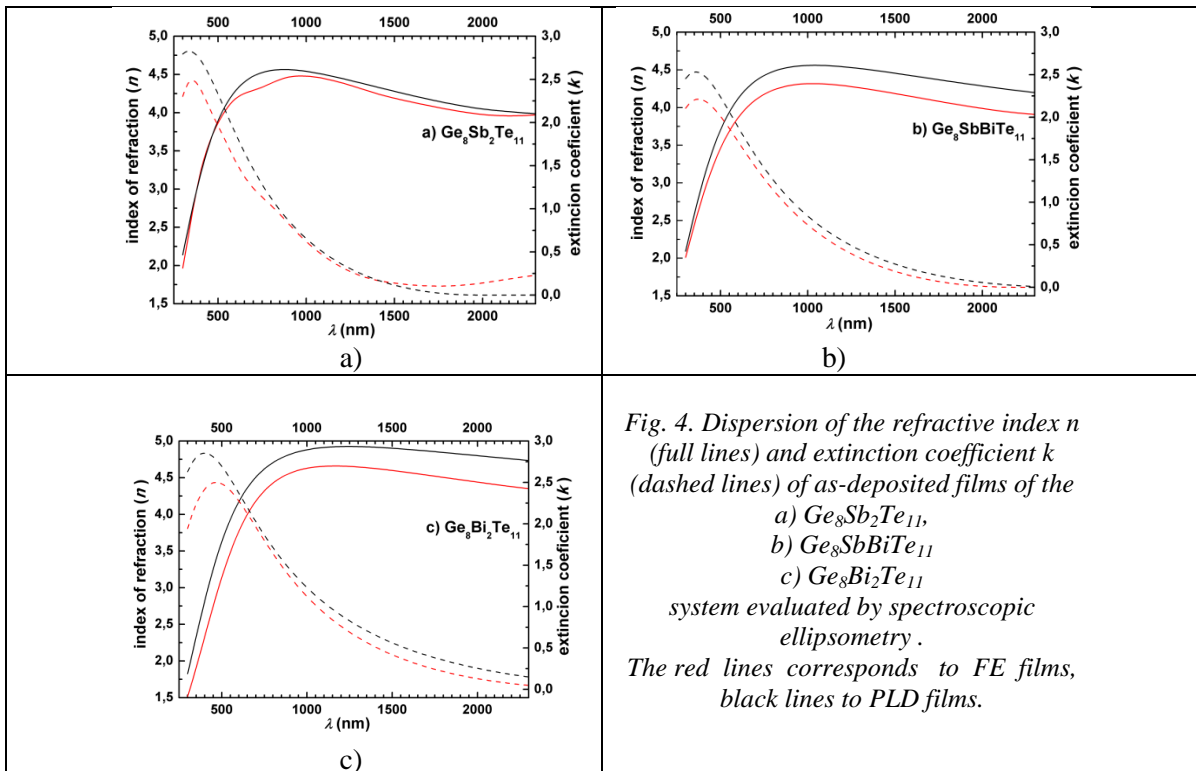 500 1000 1500 2000
5,0 4,5 4,0 3,5 3,0 2,5 2,0 1,5
index of refraction (n)
3,0 2,5 2,0 1,5 1,0 0,5 0,0
extincion coeficient (k)
a) Ge8Sb2Te11
500 1000 1500 2000
λ (nm)
a)
500 1000 1500 2000
5,0 4,5 4,0 3,5 3,0 2,5 2,0 1,5
index of refraction (n)
3,0 2,5 2,0 1,5 1,0 0,5 0,0
extincion coeficient (k)
b) Ge8SbBiTe11
500 1000 1500 2000
λ (nm)
b)
500 1000 1500 2000
5,0 4,5 4,0 3,5 3,0 2,5 2,0 1,5
index of refraction (n)
3,0 2,5 2,0 1,5 1,0 0,5 0,0
extincion coeficient (k)
c) Ge8Bi2Te11
500 1000 1500 2000
λ (nm)
c)
Fig. 4. Dispersion of the refractive index n
(full lines) and extinction coefficient k
(dashed lines) of as-deposited films of the
a) Ge8Sb2Te11,
b) Ge8SbBiTe11
c) Ge8Bi2Te11
system evaluated by spectroscopic
ellipsometry .
The red lines corresponds to FE films,
black lines to PLD films.